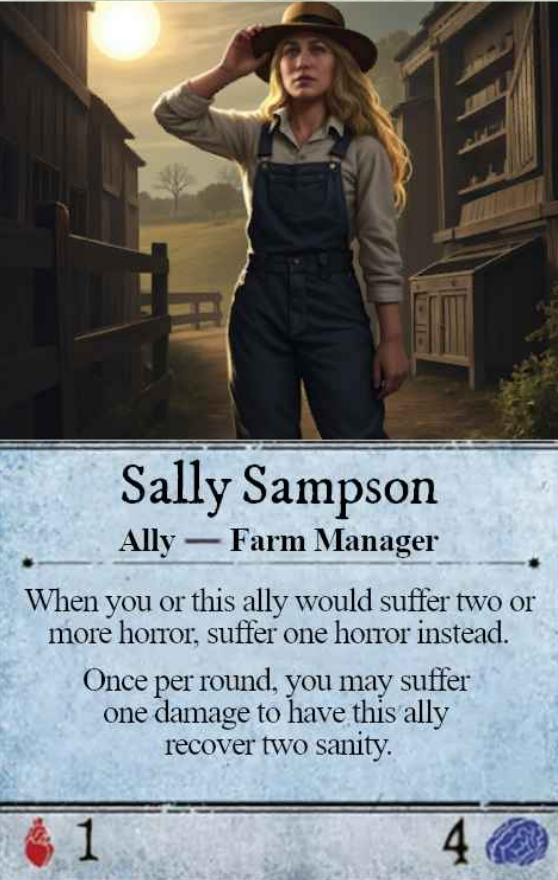 Sally Sampson
Ally — Farm Manager
When you or this ally would suffer two or
more horror, suffer one horror instead.
Once per round, you may suffer
one damage to have this ally
recover two sanity.
1
4